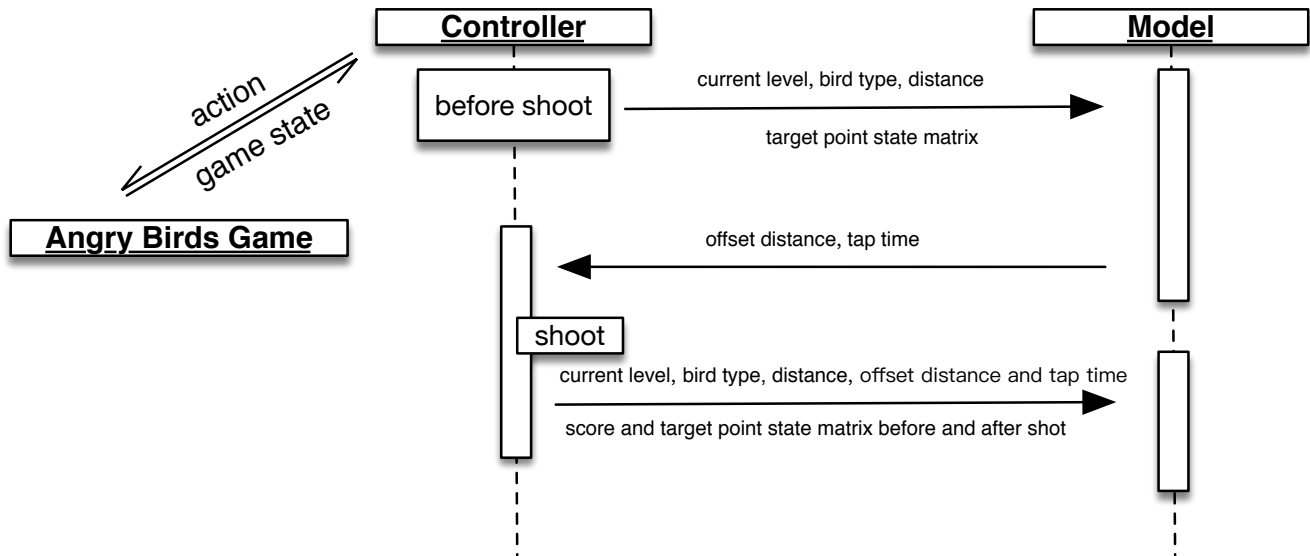 Controller
Model
action
game state
Angry Birds Game
before shoot
current level, bird type, distance
target point state matrix
offset distance, tap time
shoot
current level, bird type, distance, offset distance and tap time
score and target point state matrix before and after shot